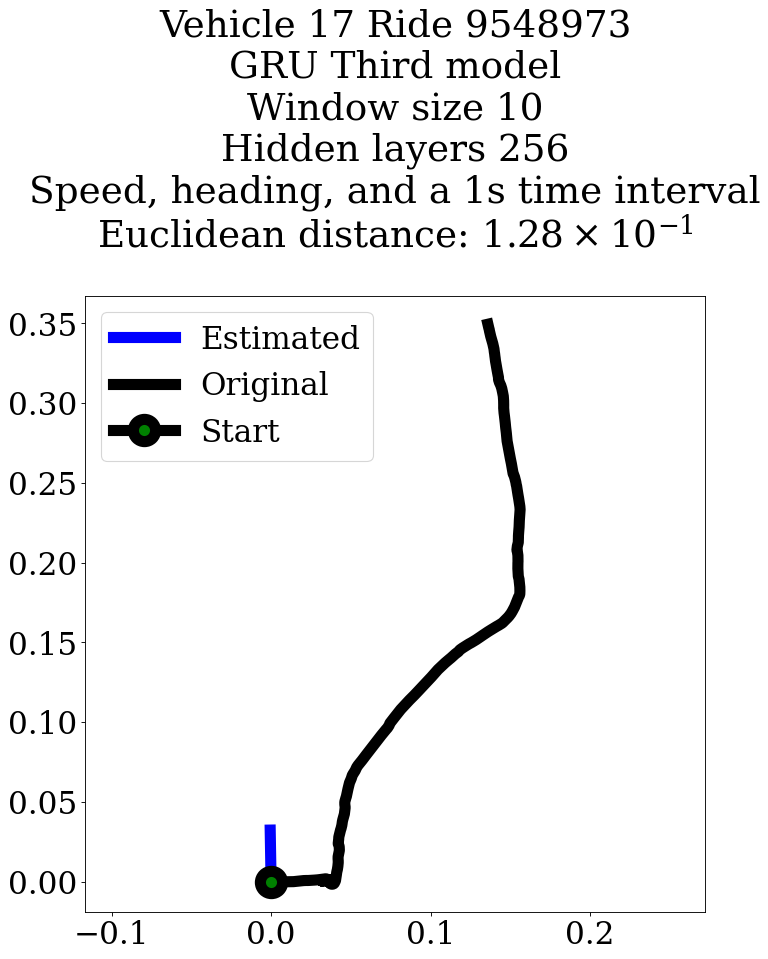 Vehicle 17 Ride 9548973
GRU Third model
Window size 10
Hidden layers 256
Speed, heading, and a 1s time interval
Euclidean distance: 1.28 × 10⁻¹
Estimated
Original
Start
0.35
0.30
0.25
0.20
0.15
0.10
0.05
0.00
−0.1
0.0
0.1
0.2